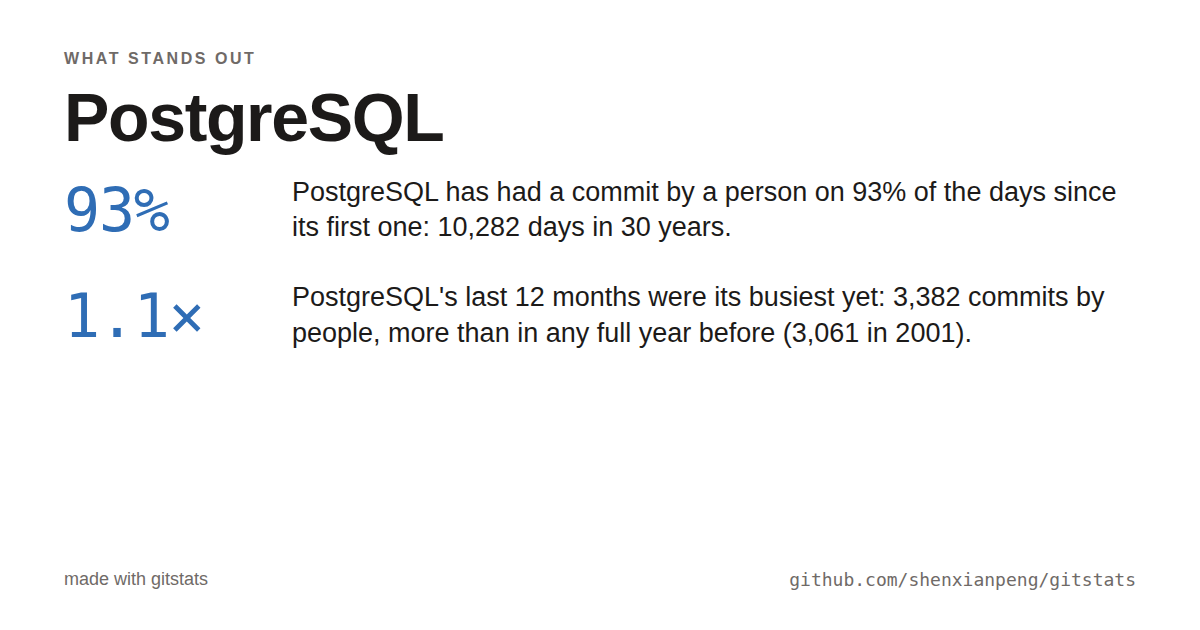 WHAT STANDS OUT
PostgreSQL
93%
PostgreSQL has had a commit by a person on 93% of the days since
its first one: 10,282 days in 30 years.
1.1×
PostgreSQL's last 12 months were its busiest yet: 3,382 commits by
people, more than in any full year before (3,061 in 2001).
made with gitstats
github.com/shenxianpeng/gitstats